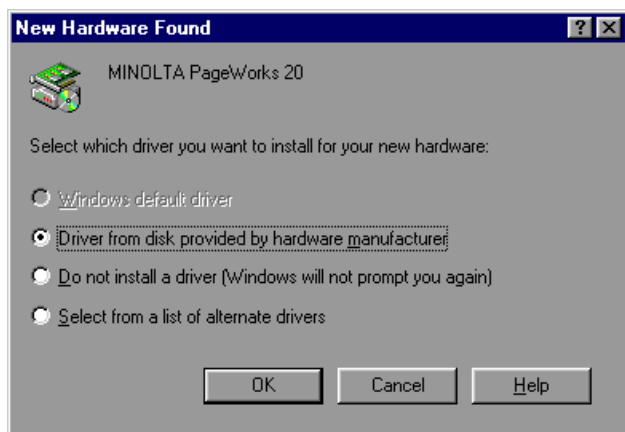 New Hardware Found
MINOLTA PageWorks 20
Select which driver you want to install for your new hardware:
Windows default driver
Driver from disk provided by hardware manufacturer
Do not install a driver (Windows will not prompt you again)
Select from a list of alternate drivers
OK Cancel Help